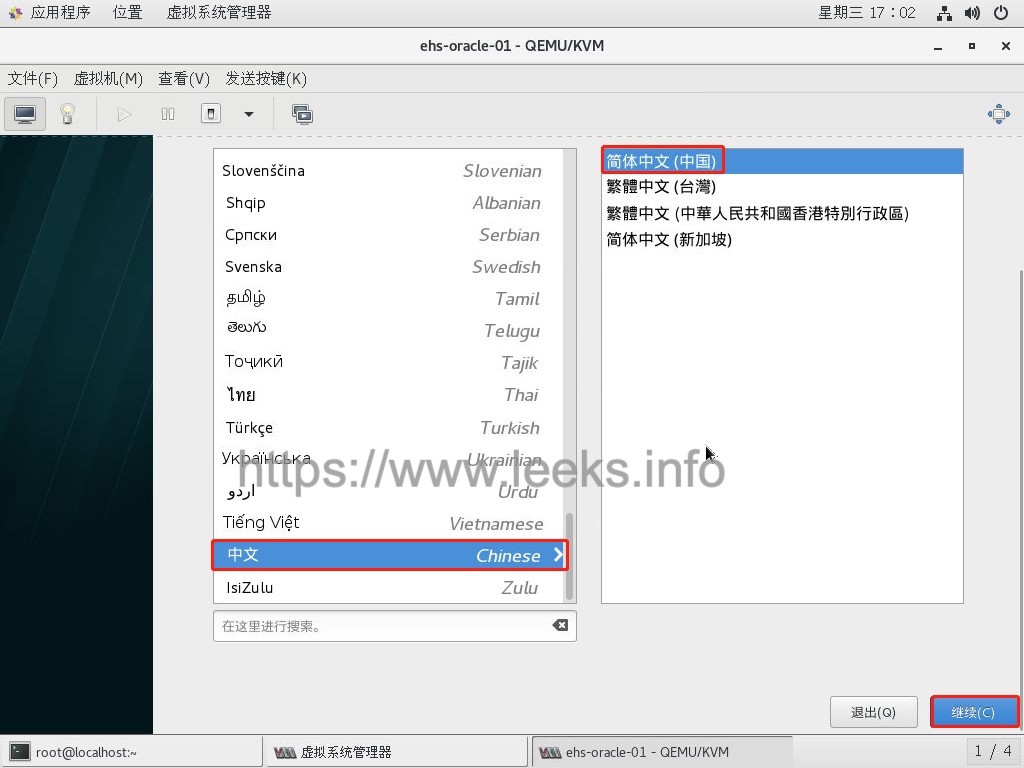 应用程序 位置 虚拟系统管理器 星期三 17：02
ehs-oracle-01 - QEMU/KVM
文件(F) 虚拟机(M) 查看(V) 发送按键(K)
Slovenščina Slovenian
Shqip Albanian
Српски Serbian
Svenska Swedish
தமிழ் Tamil
తెలుగు Telugu
Тоҷикӣ Tajik
ไทย Thai
Türkçe Turkish
Українська Ukrainian
اردو Urdu
Tiếng Việt Vietnamese
中文 Chinese
IsiZulu Zulu
简体中文 (中国)
繁體中文 (台灣)
繁體中文 (中華人民共和國香港特別行政區)
简体中文 (新加坡)
https://www.leeks.info
在这里进行搜索。
退出(Q) 继续(C)
root@localhost:~ 虚拟系统管理器 ehs-oracle-01 - QEMU/KVM 1 / 4